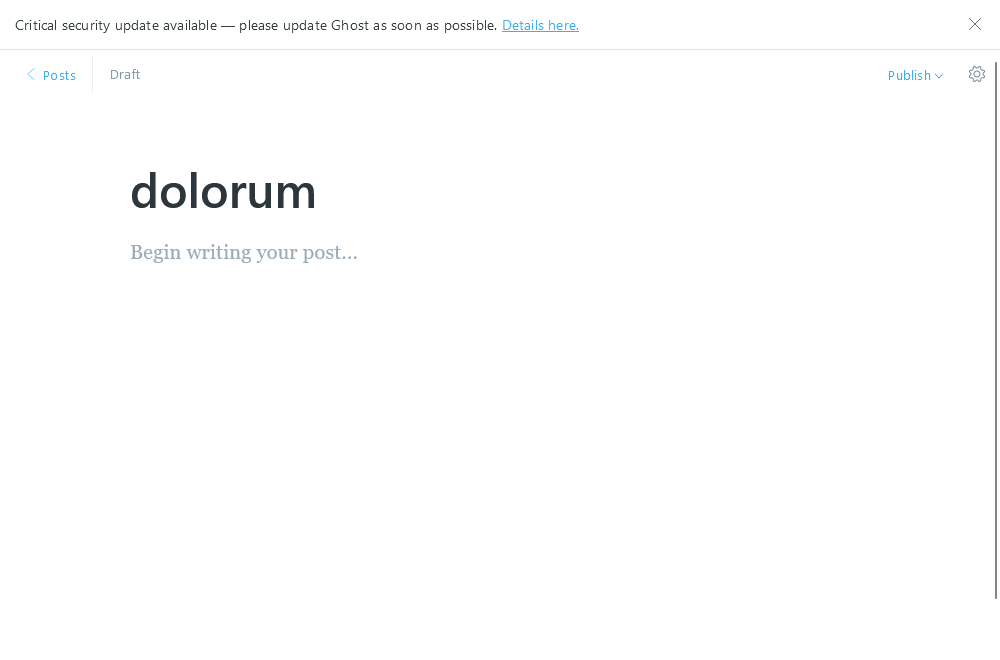 Critical security update available — please update Ghost as soon as possible. Details here.
Posts
Draft
Publish
dolorum
Begin writing your post...